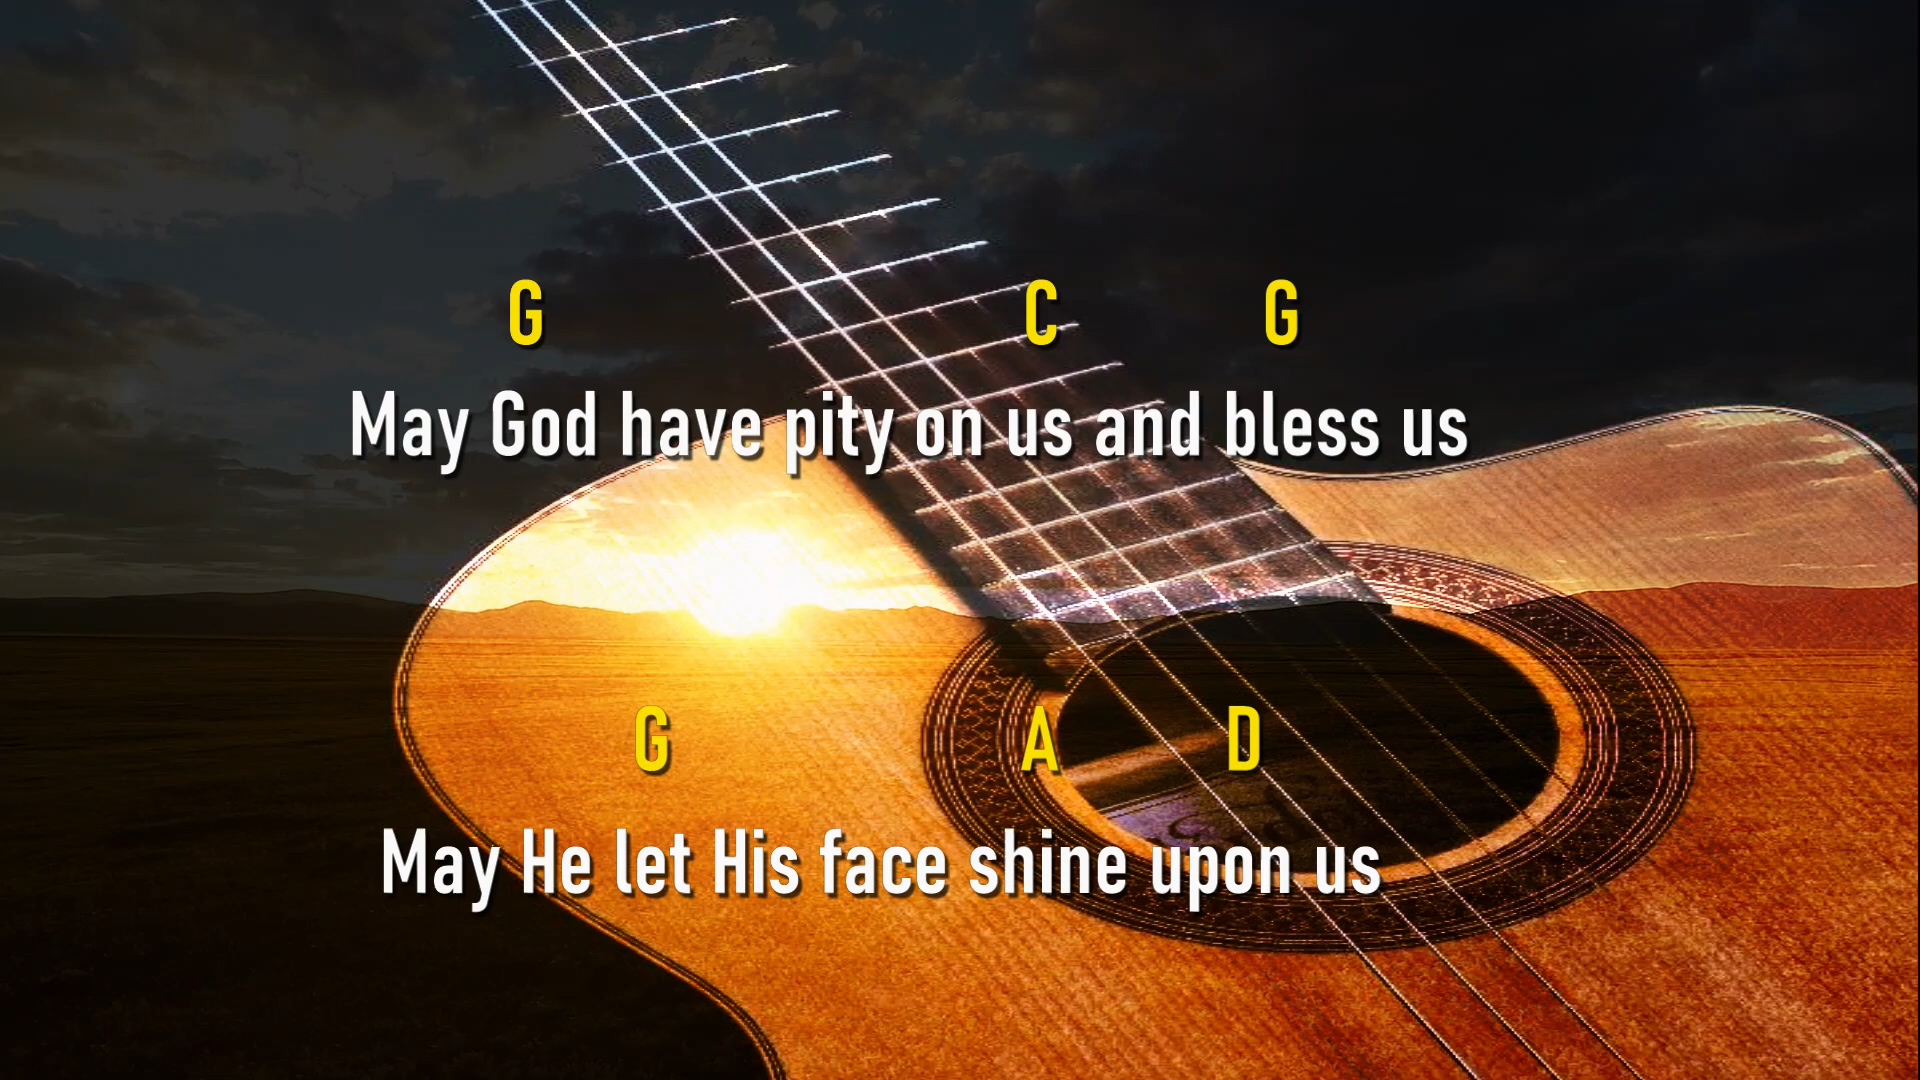 G C G
May God have pity on us and bless us
G A D
May He let His face shine upon us